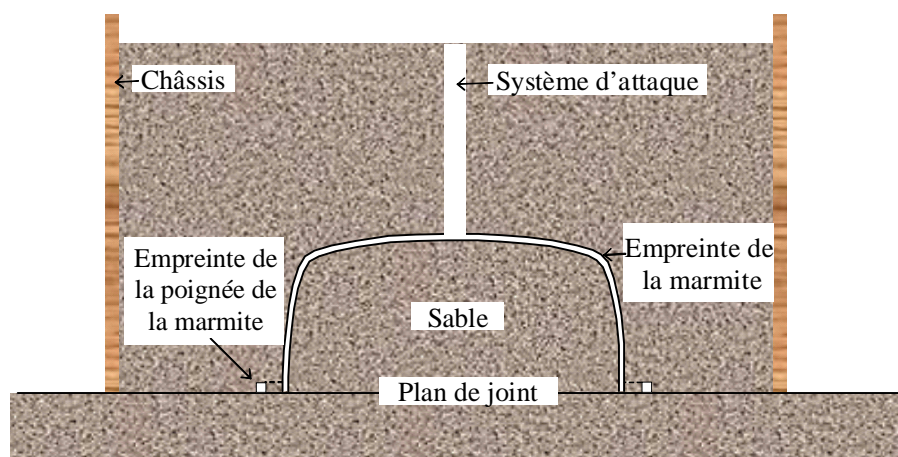 Châssis
Système d’attaque
Empreinte de
la poignée de
la marmite
Empreinte de
la marmite
Sable
Plan de joint